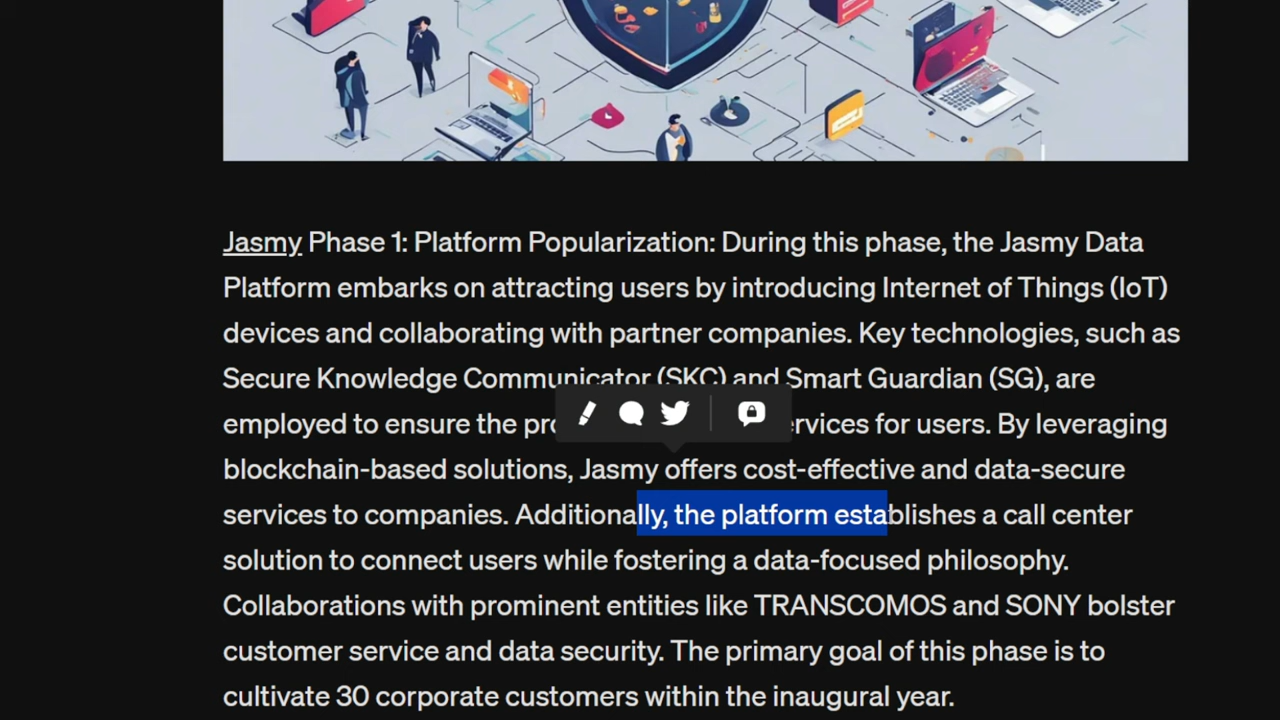 Jasmy Phase 1: Platform Popularization: During this phase, the Jasmy Data
Platform embarks on attracting users by introducing Internet of Things (IoT)
devices and collaborating with partner companies. Key technologies, such as
Secure Knowledge Communicator (SKC) and Smart Guardian (SG), are
employed to ensure the services for users. By leveraging
blockchain-based solutions, Jasmy offers cost-effective and data-secure
services to companies. Additionally, the platform establishes a call center
solution to connect users while fostering a data-focused philosophy.
Collaborations with prominent entities like TRANSCOMOS and SONY bolster
customer service and data security. The primary goal of this phase is to
cultivate 30 corporate customers within the inaugural year.